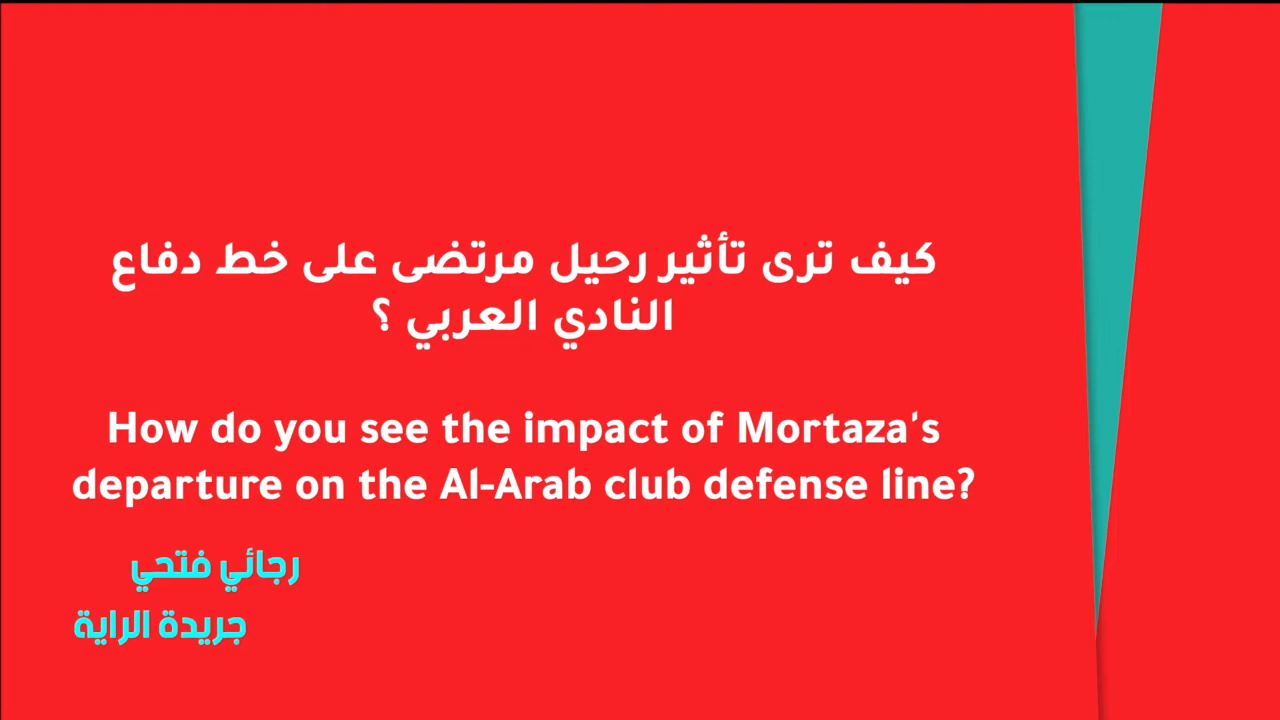 كيف ترى تأثير رحيل مرتضى على خط دفاع
النادي العربي ؟
How do you see the impact of Mortaza's
departure on the Al-Arab club defense line?
رجائي فتحي
جريدة الراية